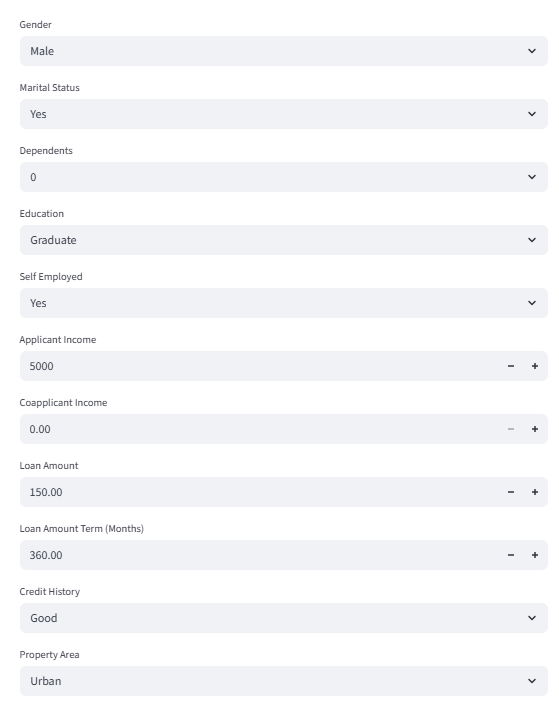 Gender
Male
Marital Status
Yes
Dependents
0
Education
Graduate
Self Employed
Yes
Applicant Income
5000
Coapplicant Income
0.00
Loan Amount
150.00
Loan Amount Term (Months)
360.00
Credit History
Good
Property Area
Urban